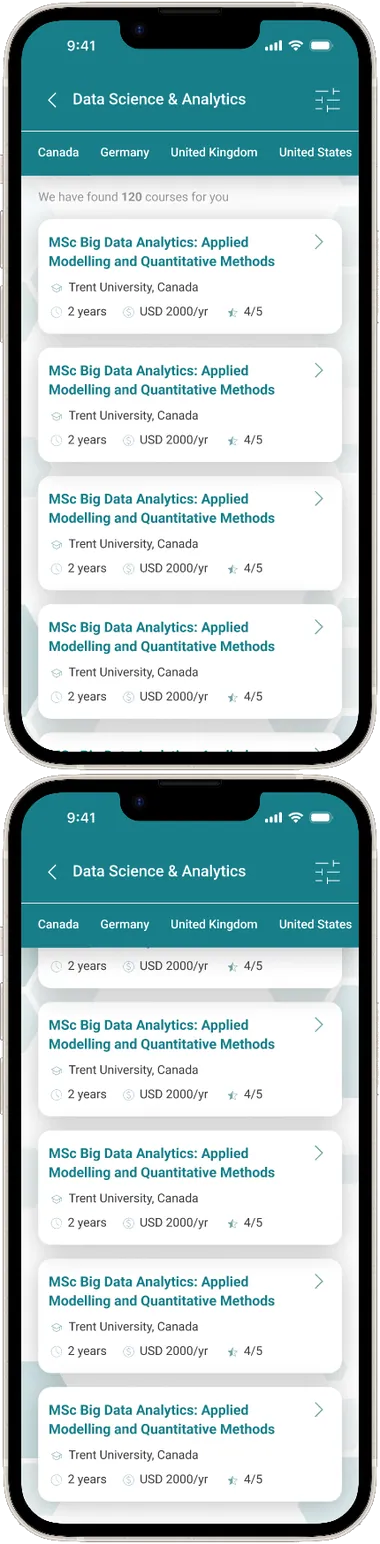 9:41
Data Science & Analytics
Canada Germany United Kingdom United States
We have found 120 courses for you
MSc Big Data Analytics: Applied
Modelling and Quantitative Methods
Trent University, Canada
2 years USD 2000/yr 4/5
MSc Big Data Analytics: Applied
Modelling and Quantitative Methods
Trent University, Canada
2 years USD 2000/yr 4/5
MSc Big Data Analytics: Applied
Modelling and Quantitative Methods
Trent University, Canada
2 years USD 2000/yr 4/5
MSc Big Data Analytics: Applied
Modelling and Quantitative Methods
Trent University, Canada
2 years USD 2000/yr 4/5
9:41
Data Science & Analytics
Canada Germany United Kingdom United States
2 years USD 2000/yr 4/5
MSc Big Data Analytics: Applied
Modelling and Quantitative Methods
Trent University, Canada
2 years USD 2000/yr 4/5
MSc Big Data Analytics: Applied
Modelling and Quantitative Methods
Trent University, Canada
2 years USD 2000/yr 4/5
MSc Big Data Analytics: Applied
Modelling and Quantitative Methods
Trent University, Canada
2 years USD 2000/yr 4/5
MSc Big Data Analytics: Applied
Modelling and Quantitative Methods
Trent University, Canada
2 years USD 2000/yr 4/5